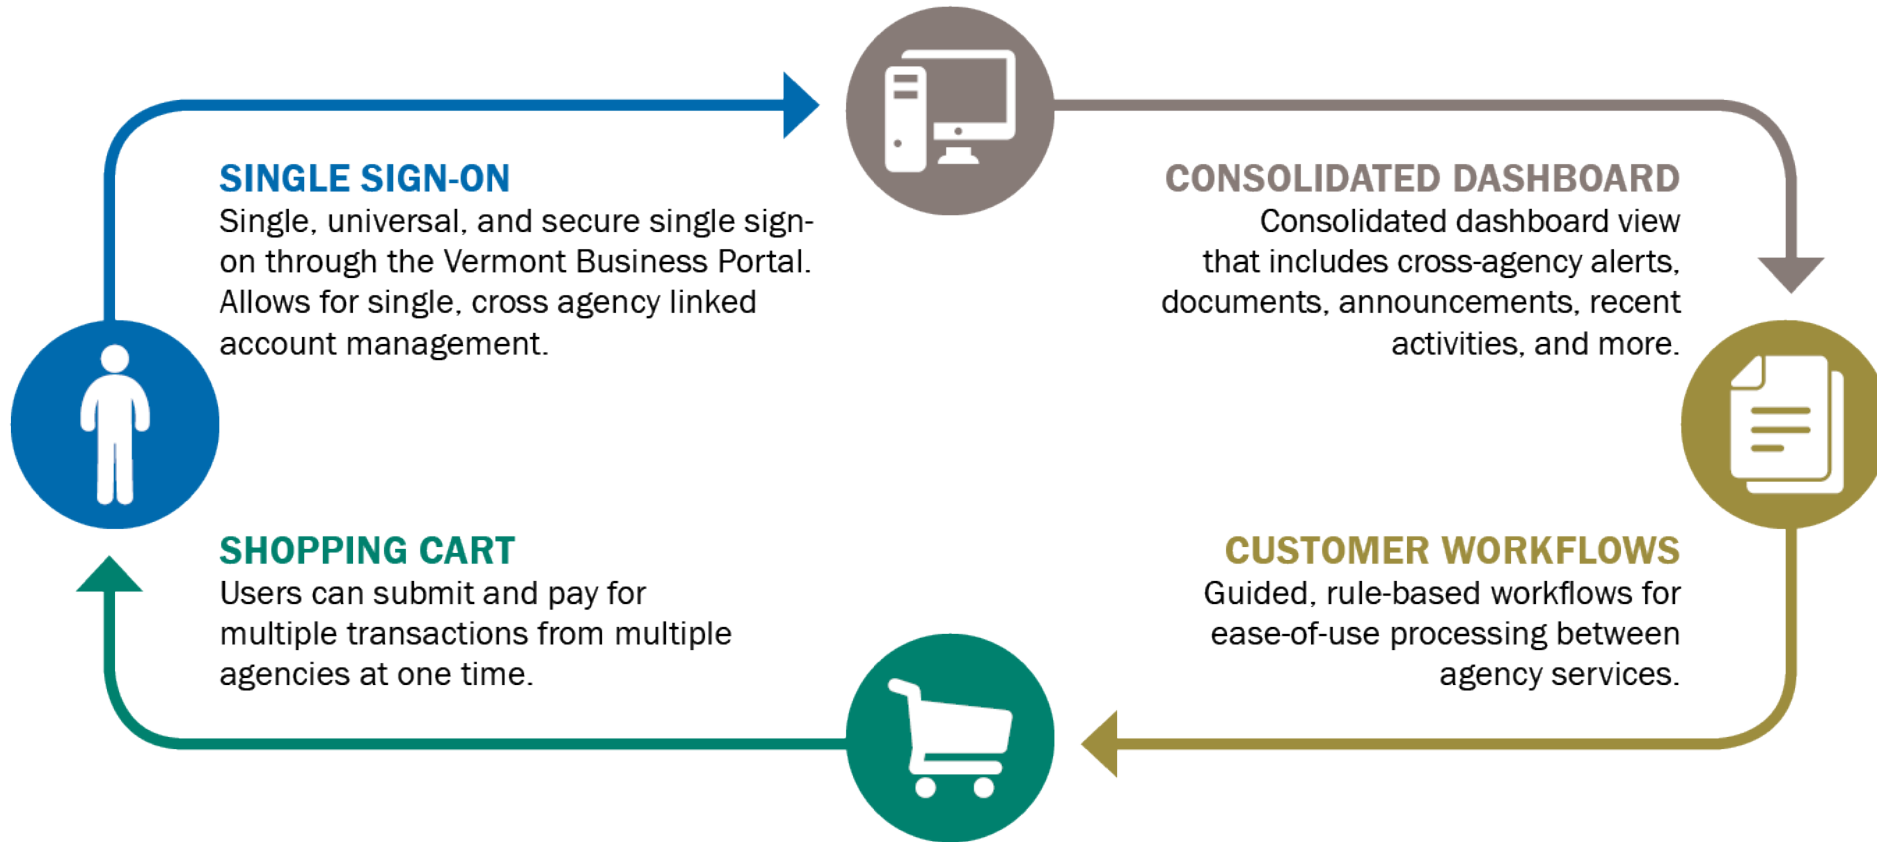 SINGLE SIGN-ON
Single, universal, and secure single sign-
on through the Vermont Business Portal.
Allows for single, cross agency linked
account management.
CONSOLIDATED DASHBOARD
Consolidated dashboard view
that includes cross-agency alerts,
documents, announcements, recent
activities, and more.
SHOPPING CART
Users can submit and pay for
multiple transactions from multiple
agencies at one time.
CUSTOMER WORKFLOWS
Guided, rule-based workflows for
ease-of-use processing between
agency services.